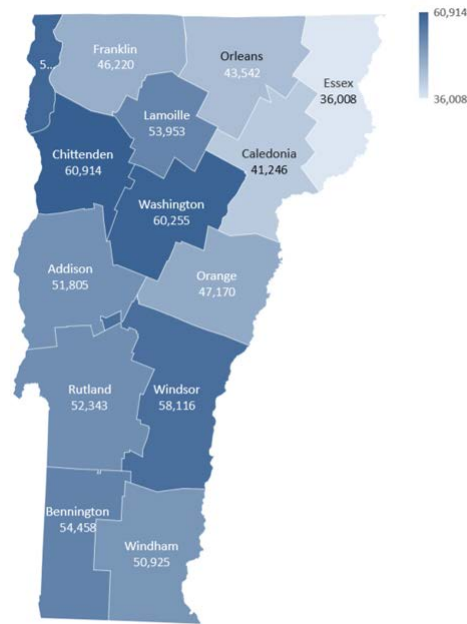 60,914
36,008
5...
Franklin
46,220
Orleans
43,542
Essex
36,008
Lamoille
53,953
Chittenden
60,914
Caledonia
41,246
Washington
60,255
Addison
51,805
Orange
47,170
Rutland
52,343
Windsor
58,116
Bennington
54,458
Windham
50,925